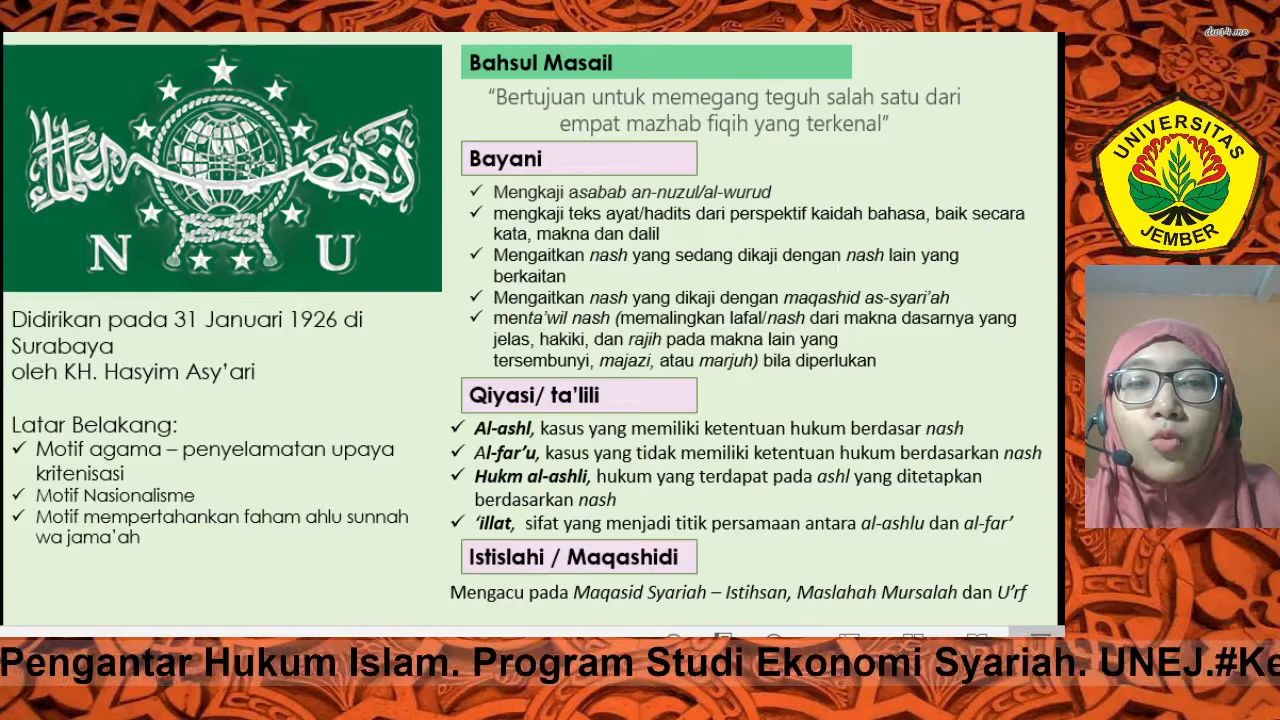 نهضة العلماء
N U
Didirikan pada 31 Januari 1926 di
Surabaya
oleh KH. Hasyim Asy'ari
Latar Belakang:
✓ Motif agama – penyelamatan upaya
kritenisasi
✓ Motif Nasionalisme
✓ Motif mempertahankan faham ahlu sunnah
wa jama'ah
Bahsul Masail
“Bertujuan untuk memegang teguh salah satu dari
empat mazhab fiqih yang terkenal”
Bayani
✓ Mengkaji asabab an-nuzul/al-wurud
✓ mengkaji teks ayat/hadits dari perspektif kaidah bahasa, baik secara
kata, makna dan dalil
✓ Mengaitkan nash yang sedang dikaji dengan nash lain yang
berkaitan
✓ Mengaitkan nash yang dikaji dengan maqashid as-syari'ah
✓ menta'wil nash (memalingkan lafal/nash dari makna dasarnya yang
jelas, hakiki, dan rajih pada makna lain yang
tersembunyi, majazi, atau marjuh) bila diperlukan
Qiyasi/ ta'lili
✓ Al-ashl, kasus yang memiliki ketentuan hukum berdasar nash
✓ Al-far'u, kasus yang tidak memiliki ketentuan hukum berdasarkan nash
✓ Hukm al-ashli, hukum yang terdapat pada ashl yang ditetapkan
berdasarkan nash
✓ ‘illat, sifat yang menjadi titik persamaan antara al-ashlu dan al-far’
Istislahi / Maqashidi
Mengacu pada Maqasid Syariah – Istihsan, Maslahah Mursalah dan U'rf
UNIVERSITAS
JEMBER
Pengantar Hukum Islam. Program Studi Ekonomi Syariah. UNEJ.#Ke